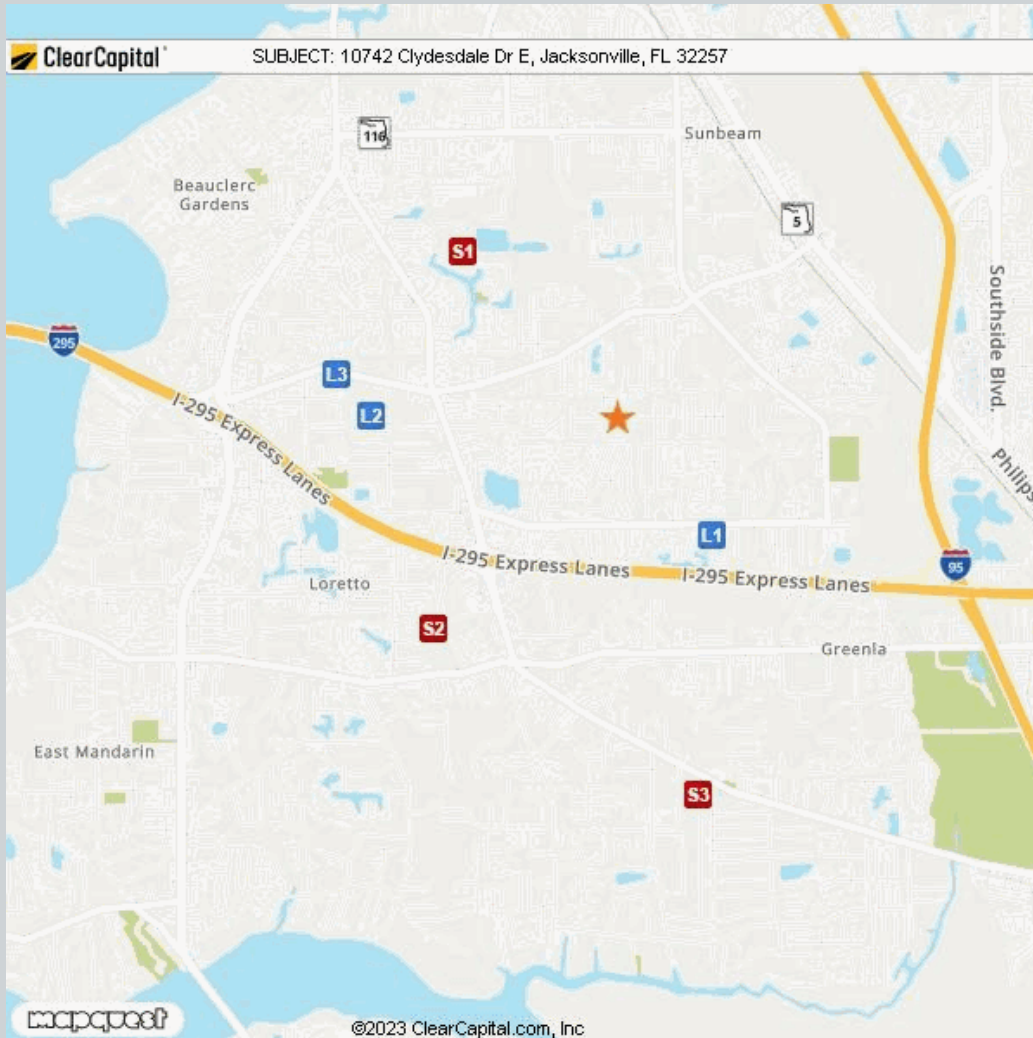 ClearCapital
SUBJECT: 10742 Clydesdale Dr E, Jacksonville, FL 32257
116
Sunbeam
Beauclerc
Gardens
5
S1
Southside Blvd.
295
L3
I-295 Express Lanes
L2
Philips
L1
I-295 Express Lanes
I-295 Express Lanes
95
Loretto
S2
Greenla
East Mandarin
S3
mapquest
©2023 ClearCapital.com, Inc